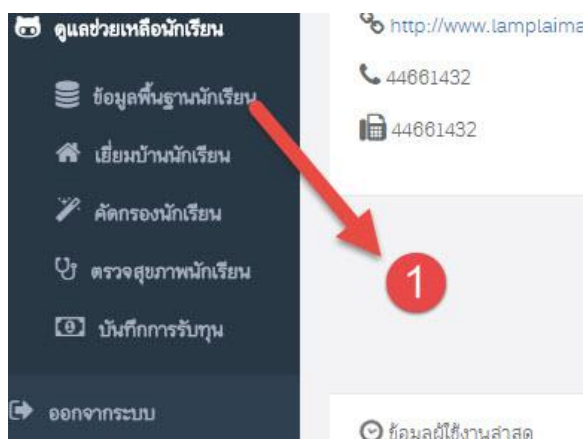 ดูแลช่วยเหลือนักเรียน
ข้อมูลพื้นฐานนักเรียน
เยี่ยมบ้านนักเรียน
คัดกรองนักเรียน
ตรวจสุขภาพนักเรียน
บันทึกการรับทุน
ออกจากระบบ
http://www.lamplaima
44661432
44661432
1
ข้อมูลผู้ใช้งานล่าสุด